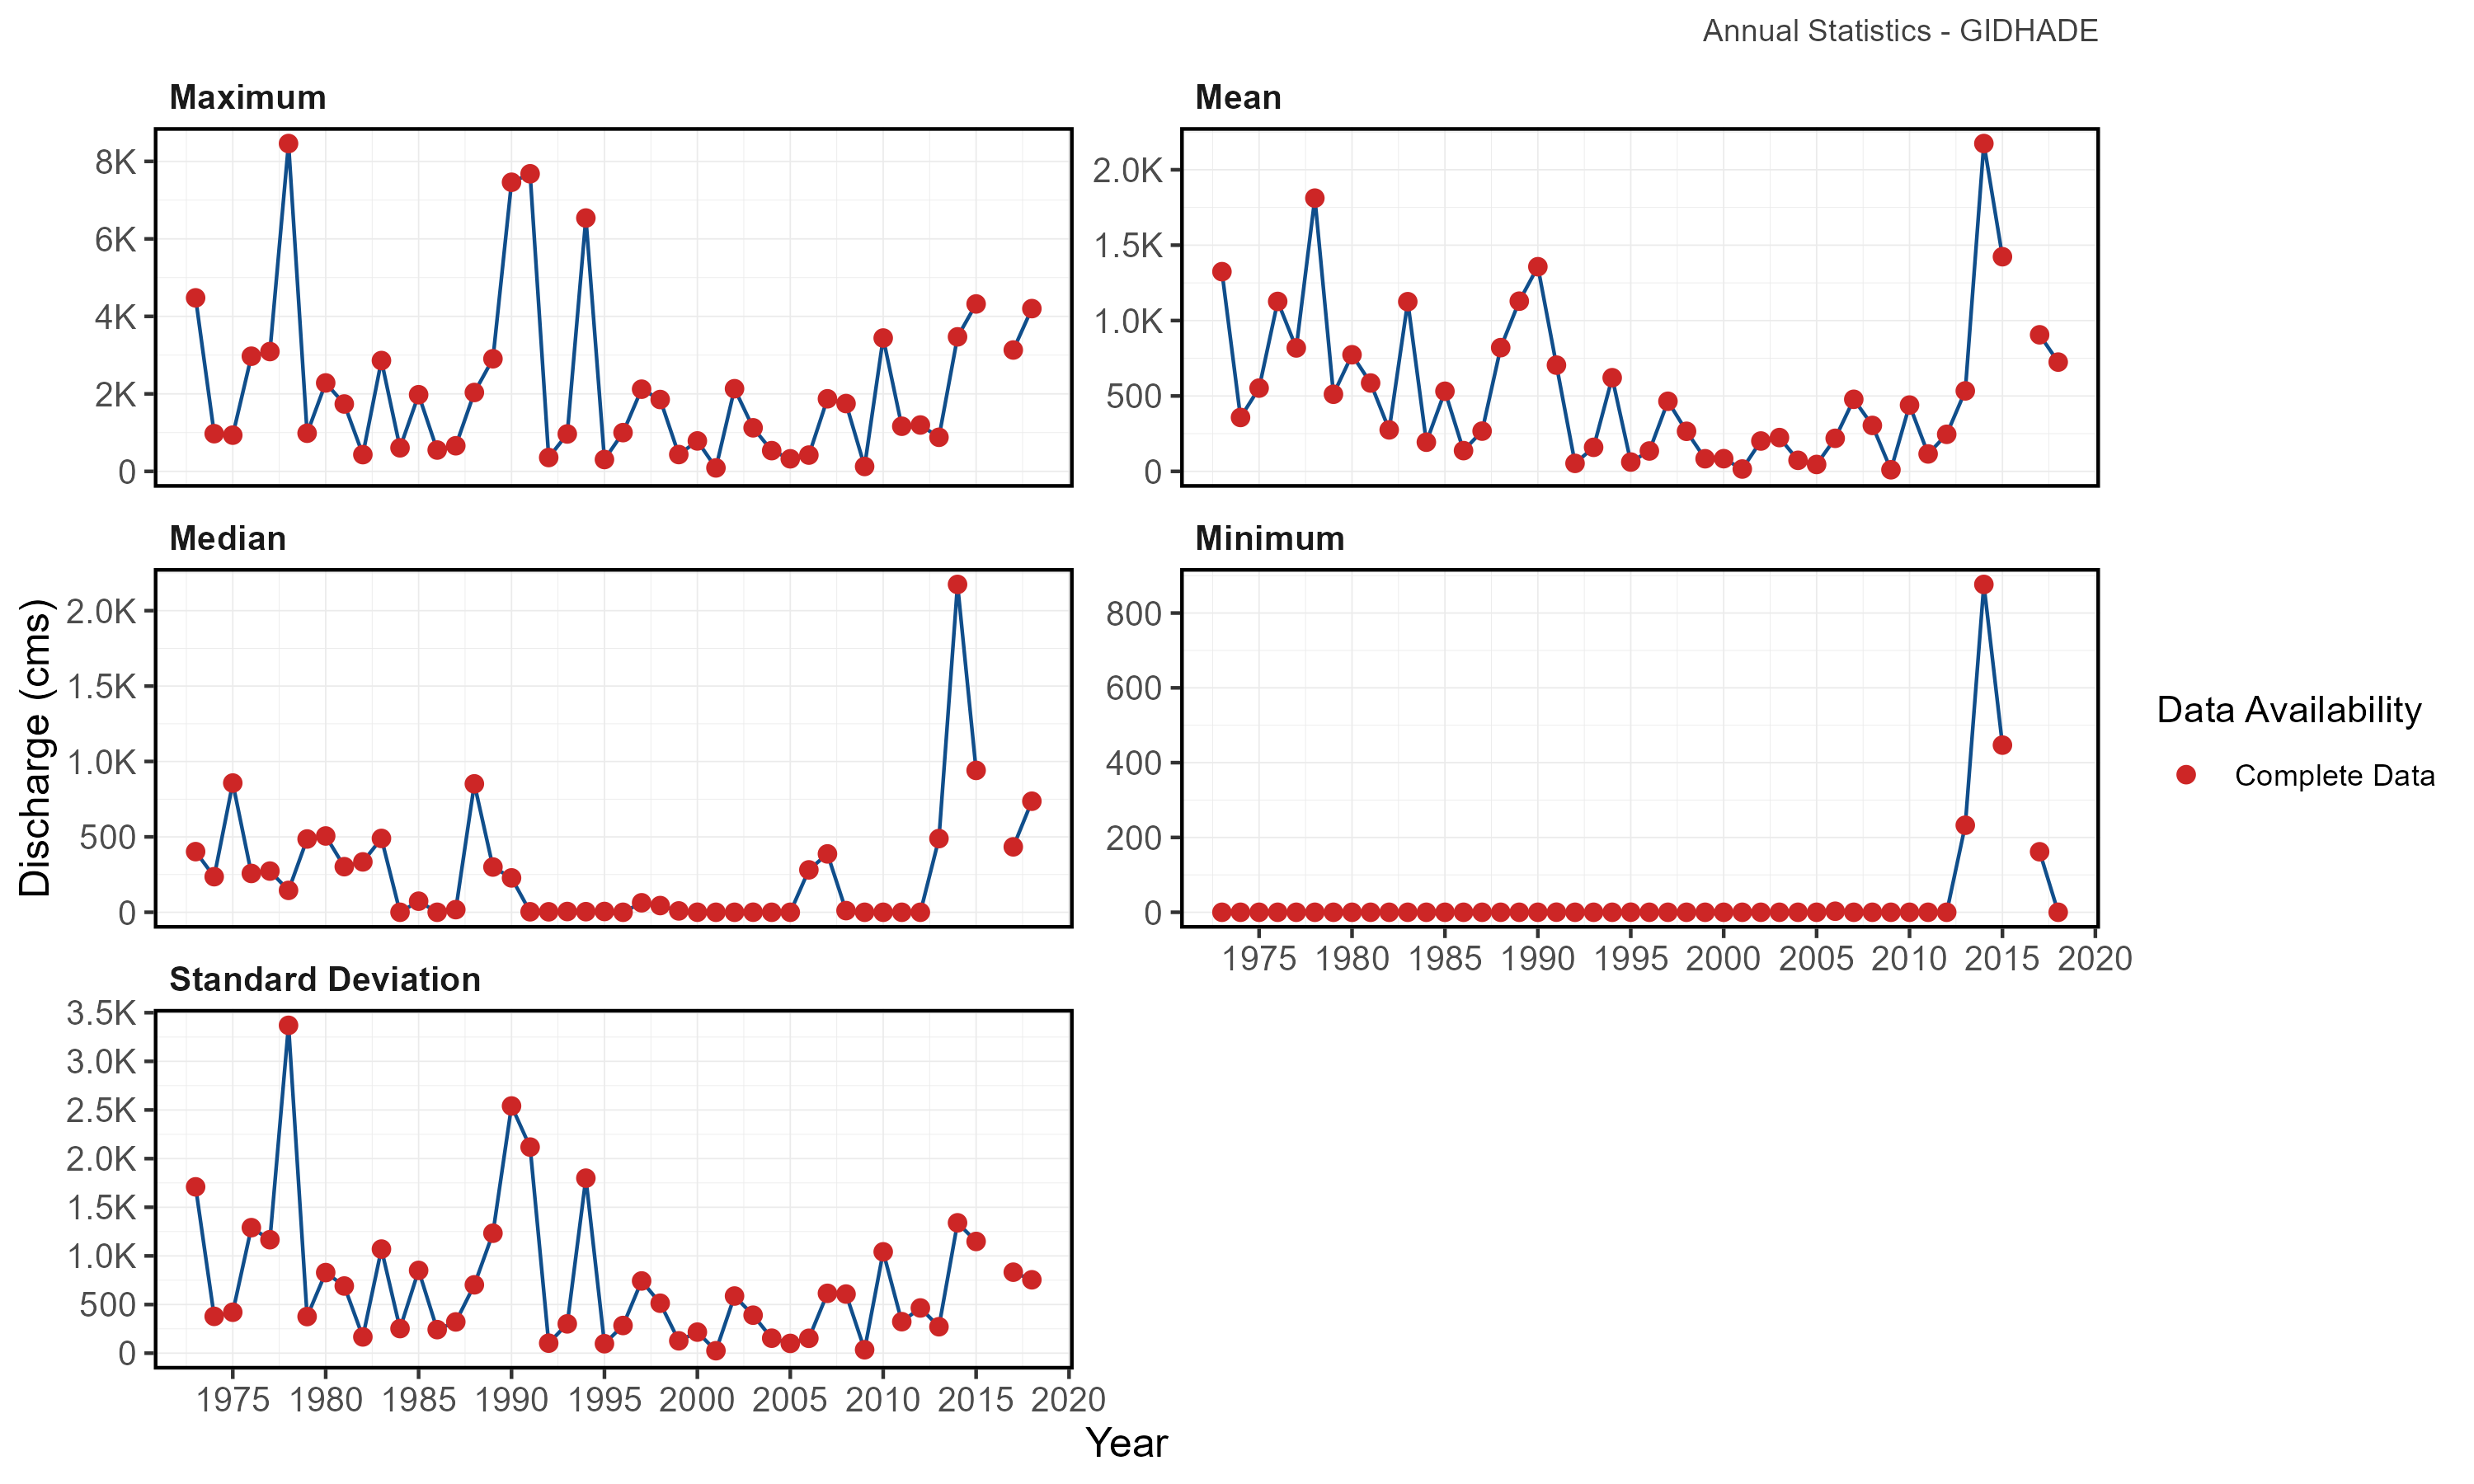 Annual Statistics - GIDHADE
Maximum
8K
6K
4K
2K
0
Mean
2.0K
1.5K
1.0K
500
0
Discharge (cms)
Median
2.0K
1.5K
1.0K
500
0
Minimum
800
600
400
200
0
1975 1980 1985 1990 1995 2000 2005 2010 2015 2020
Data Availability
Complete Data
Standard Deviation
3.5K
3.0K
2.5K
2.0K
1.5K
1.0K
500
0
1975 1980 1985 1990 1995 2000 2005 2010 2015 2020
Year